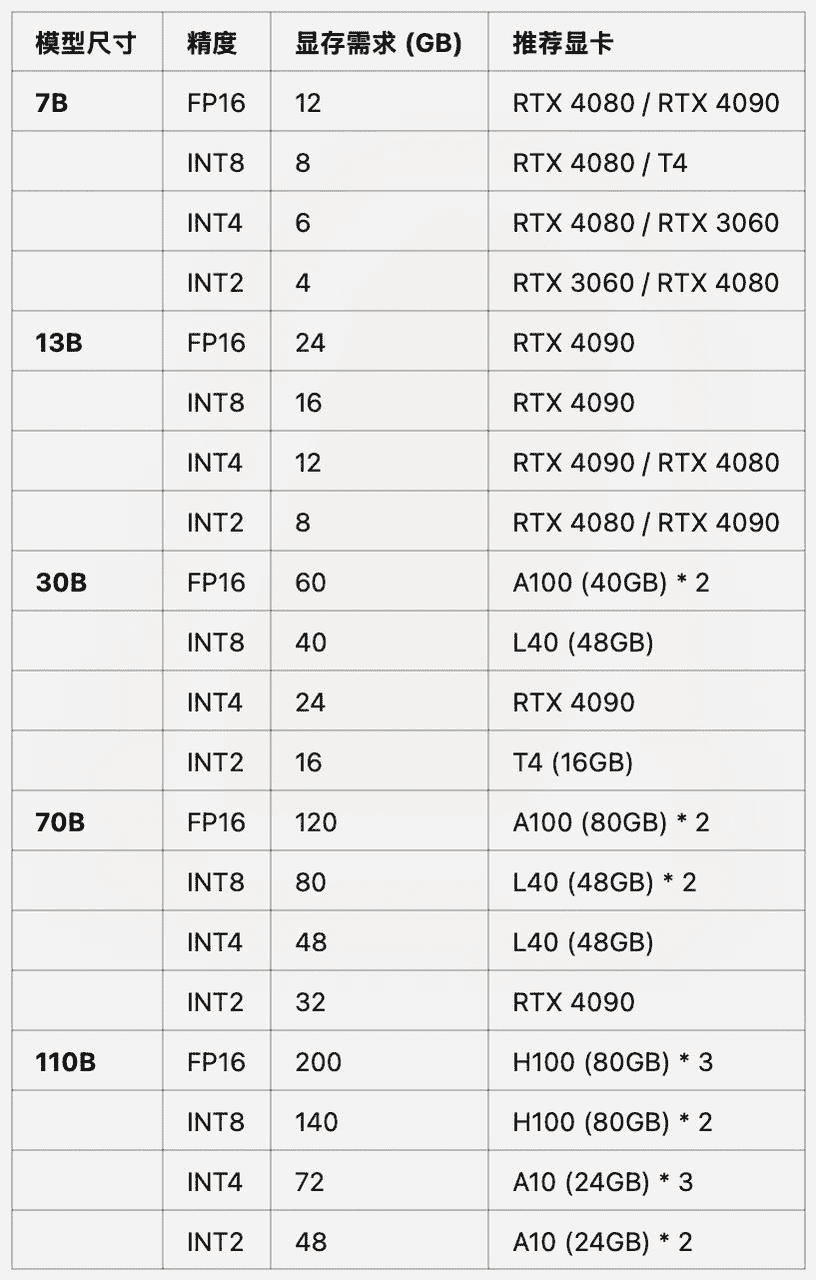 模型尺寸 精度 显存需求 (GB) 推荐显卡
7B FP16 12 RTX 4080 / RTX 4090
INT8 8 RTX 4080 / T4
INT4 6 RTX 4080 / RTX 3060
INT2 4 RTX 3060 / RTX 4080
13B FP16 24 RTX 4090
INT8 16 RTX 4090
INT4 12 RTX 4090 / RTX 4080
INT2 8 RTX 4080 / RTX 4090
30B FP16 60 A100 (40GB) * 2
INT8 40 L40 (48GB)
INT4 24 RTX 4090
INT2 16 T4 (16GB)
70B FP16 120 A100 (80GB) * 2
INT8 80 L40 (48GB) * 2
INT4 48 L40 (48GB)
INT2 32 RTX 4090
110B FP16 200 H100 (80GB) * 3
INT8 140 H100 (80GB) * 2
INT4 72 A10 (24GB) * 3
INT2 48 A10 (24GB) * 2